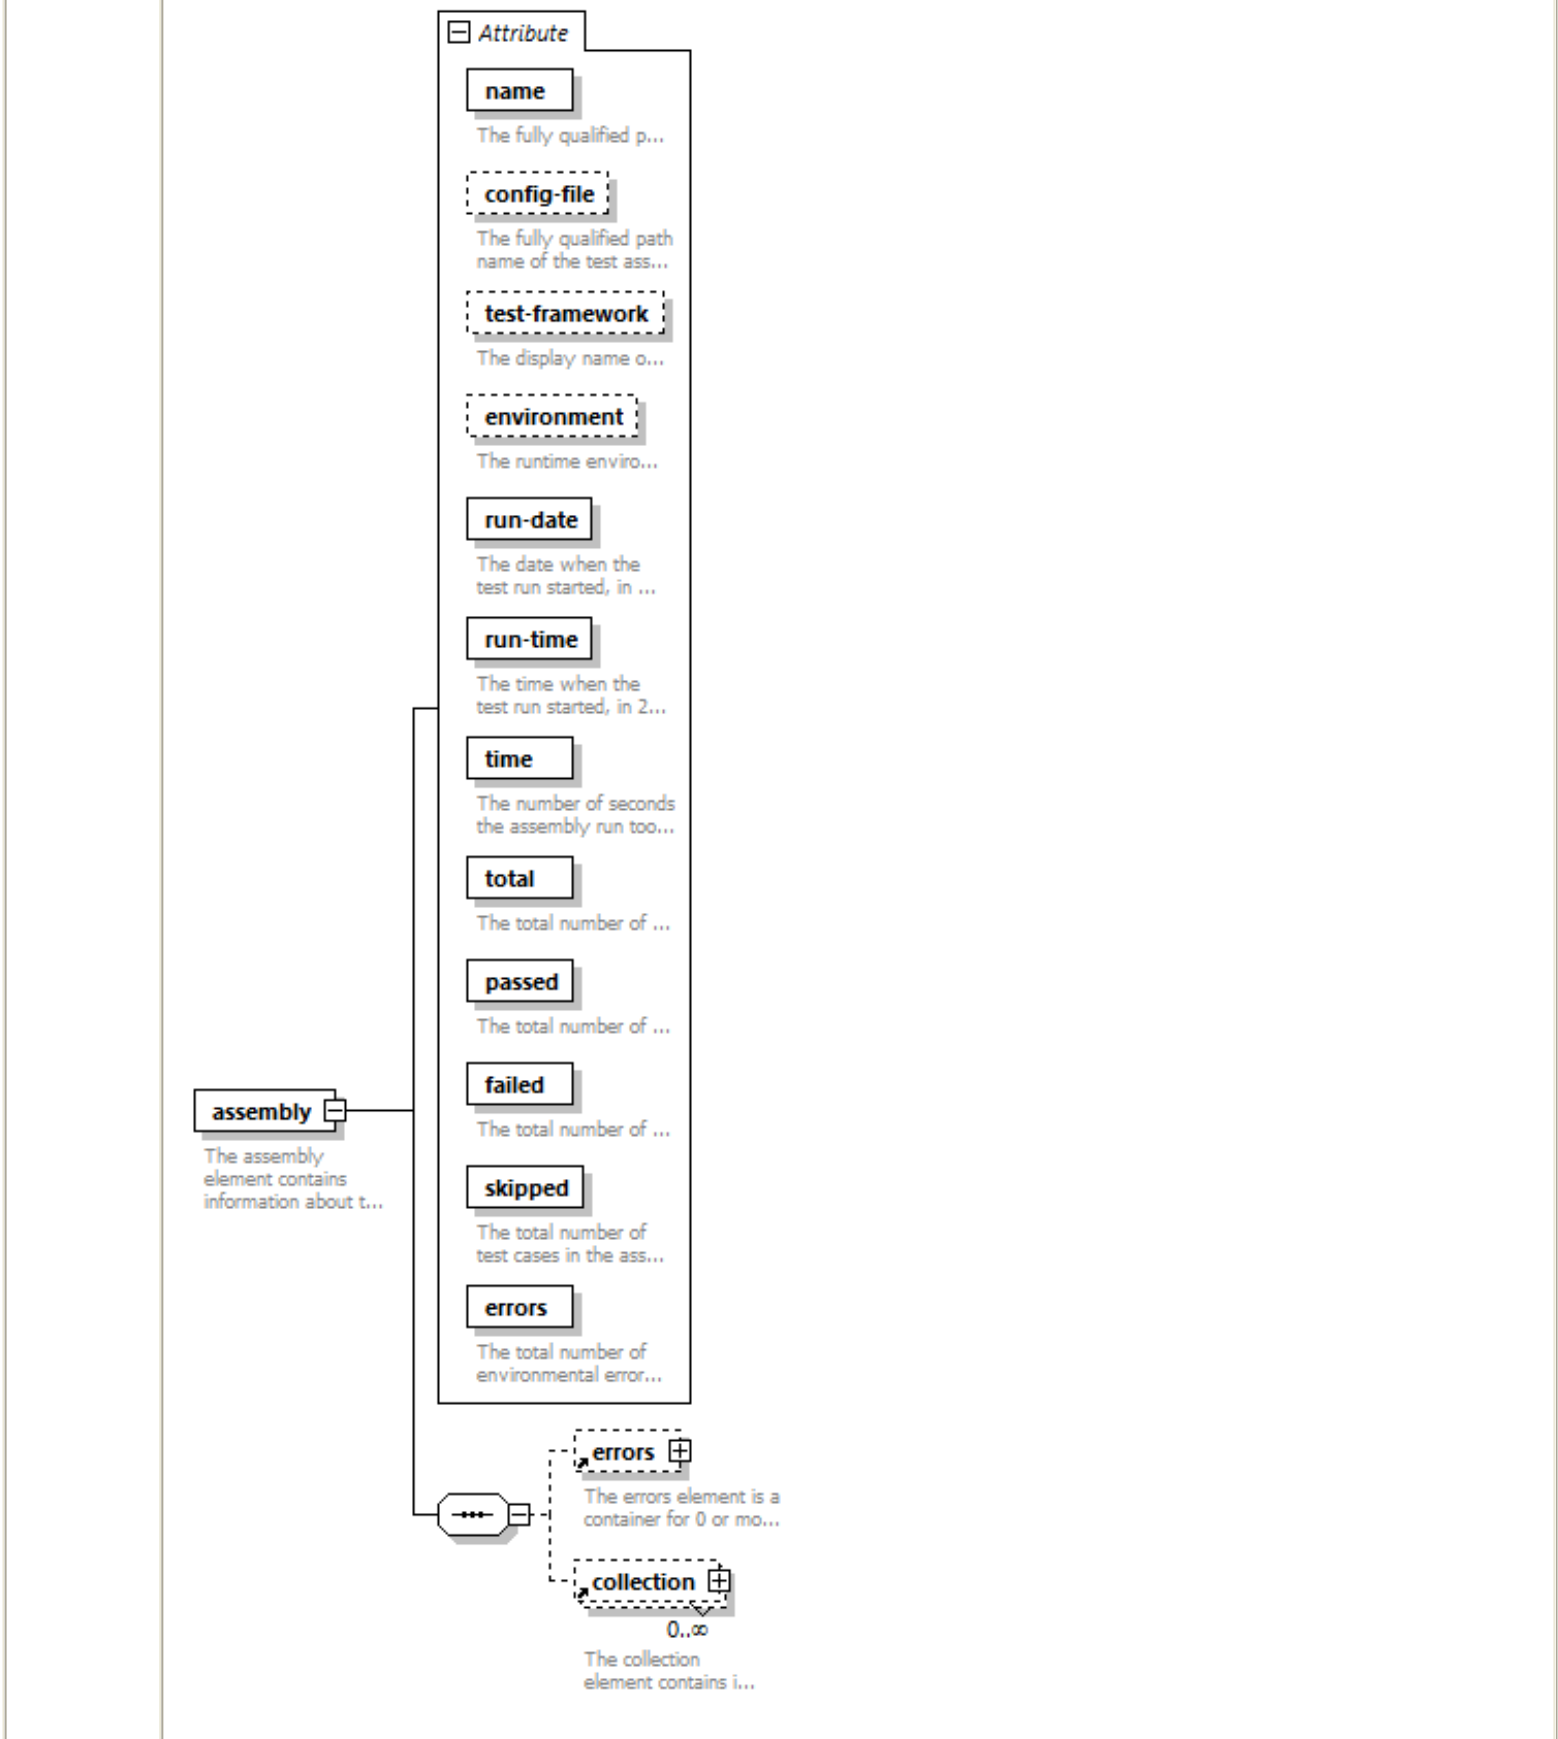 Attribute
name
The fully qualified p...
config-file
The fully qualified path
name of the test ass...
test-framework
The display name o...
environment
The runtime enviro...
run-date
The date when the
test run started, in ...
run-time
The time when the
test run started, in 2...
time
The number of seconds
the assembly run too...
total
The total number of ...
passed
The total number of ...
failed
The total number of ...
skipped
The total number of
test cases in the ass...
errors
The total number of
environmental error...
assembly
The assembly
element contains
information about t...
errors
The errors element is a
container for 0 or mo...
collection
0..∞
The collection
element contains i...